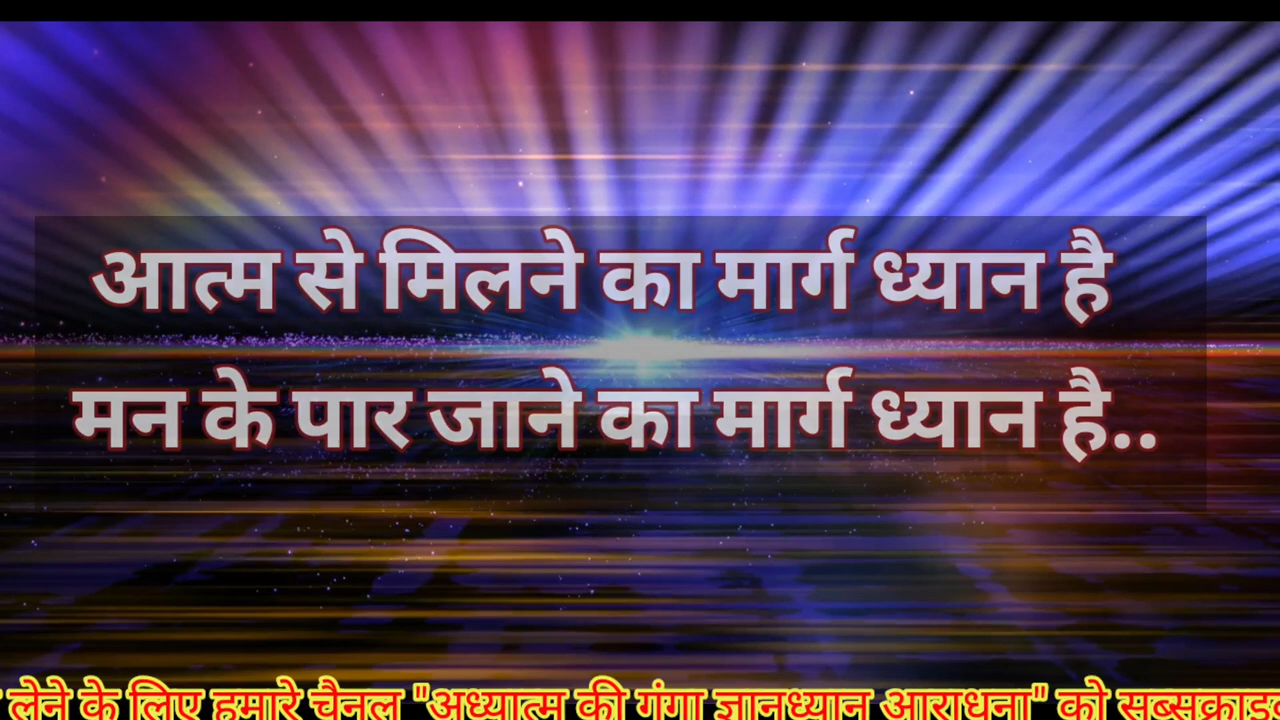 आत्म से मिलने का मार्ग ध्यान है
मन के पार जाने का मार्ग ध्यान है..
लेने के लिए हमारे चैनल "अध्यात्म की गंगा ज्ञानध्यान आराधना" को